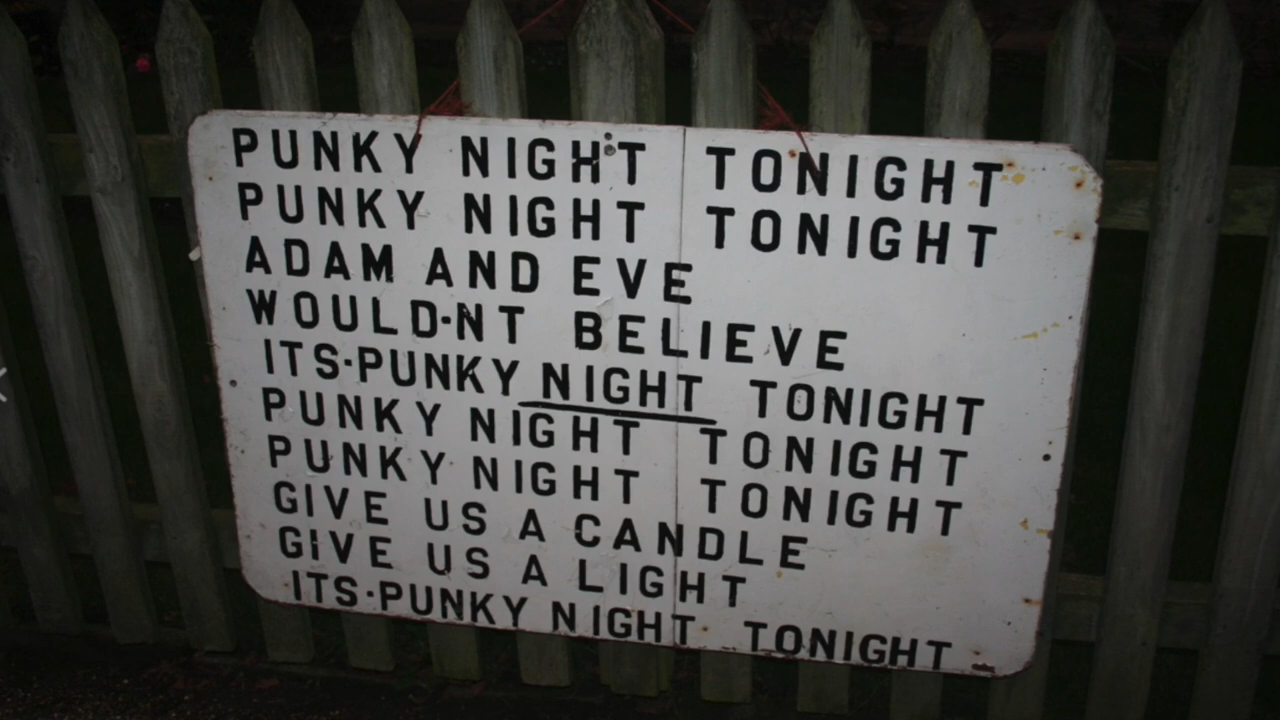 PUNKY NIGHT TONIGHT
PUNKY NIGHT TONIGHT
ADAM AND EVE
WOULD·NT BELIEVE
ITS·PUNKY NIGHT TONIGHT
PUNKY NIGHT TONIGHT
PUNKY NIGHT TONIGHT
GIVE US A CANDLE
GIVE US A LIGHT
ITS·PUNKY NIGHT TONIGHT